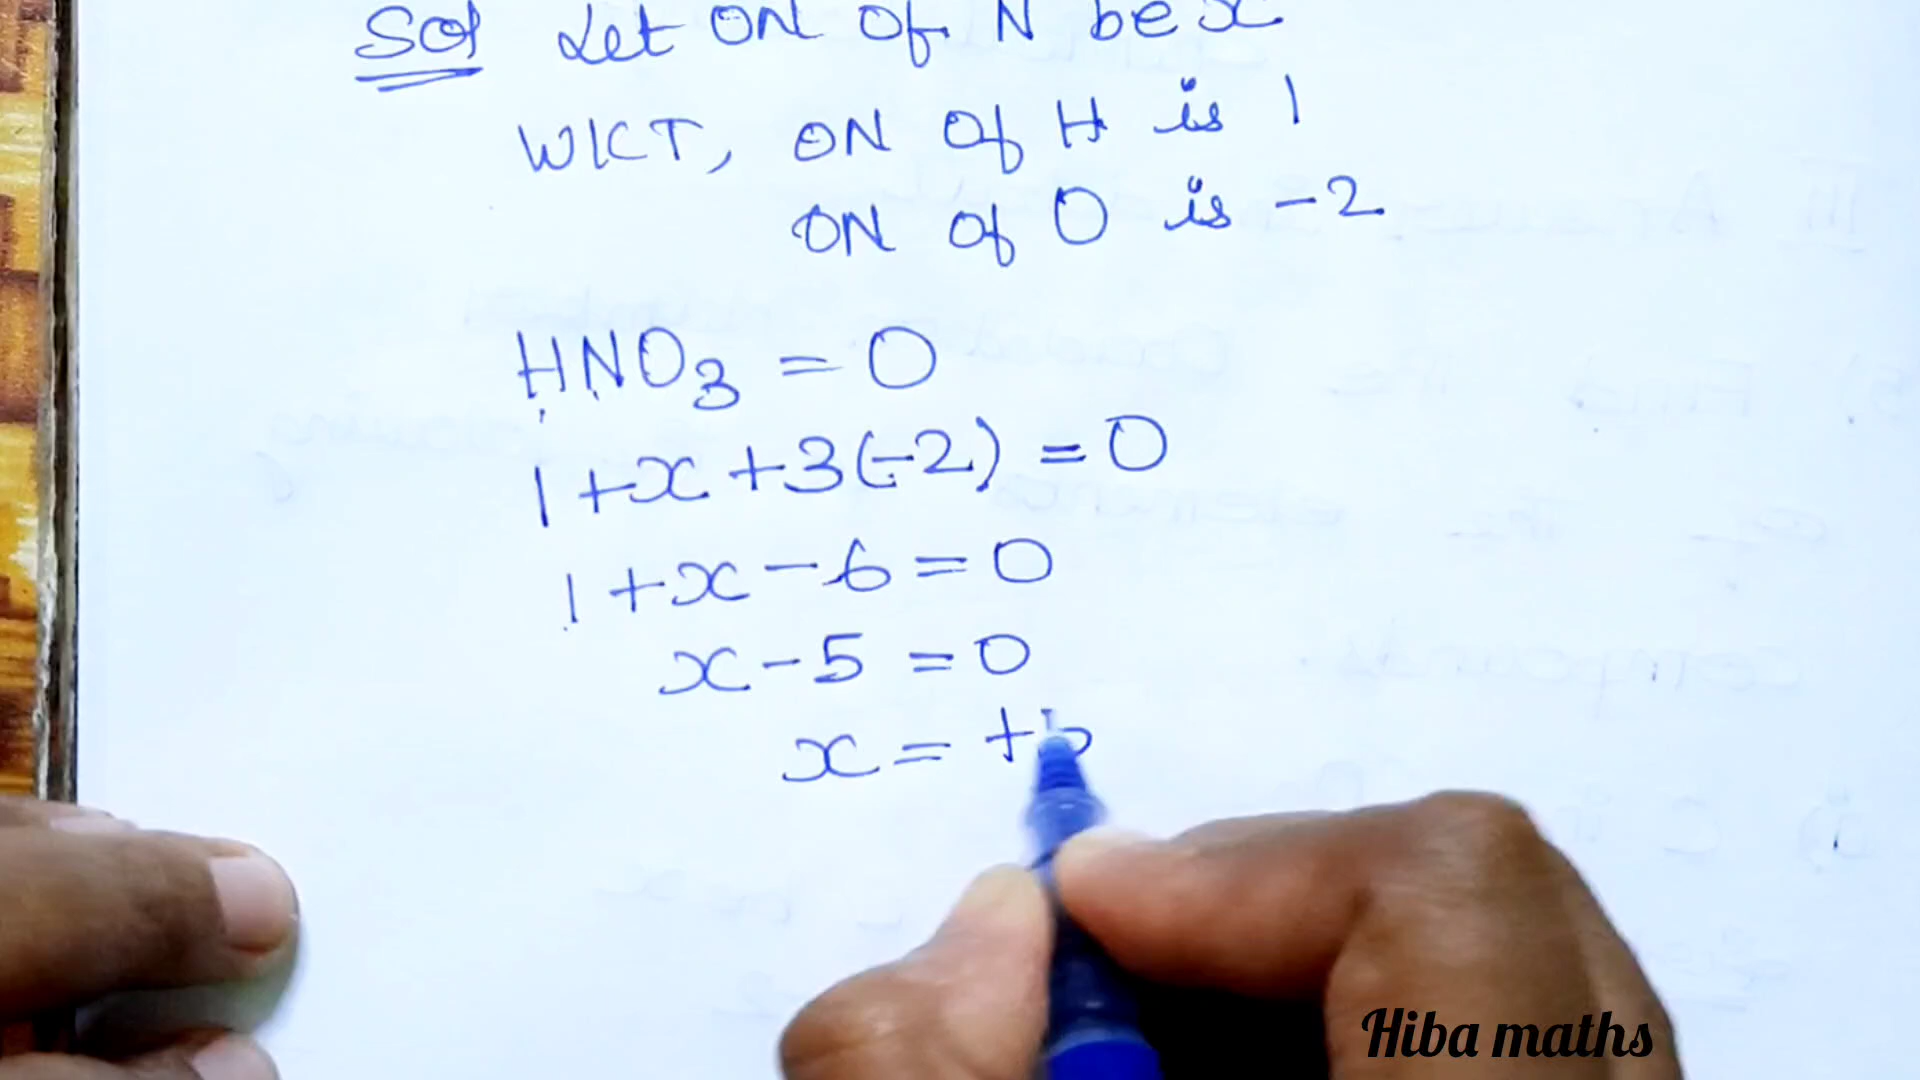 Sol Let ON Of N be x
WKT, ON Of H is 1
ON of O is -2
HNO3 = 0
1 + x + 3(-2) = 0
1 + x - 6 = 0
x - 5 = 0
x = +5
Hiba maths